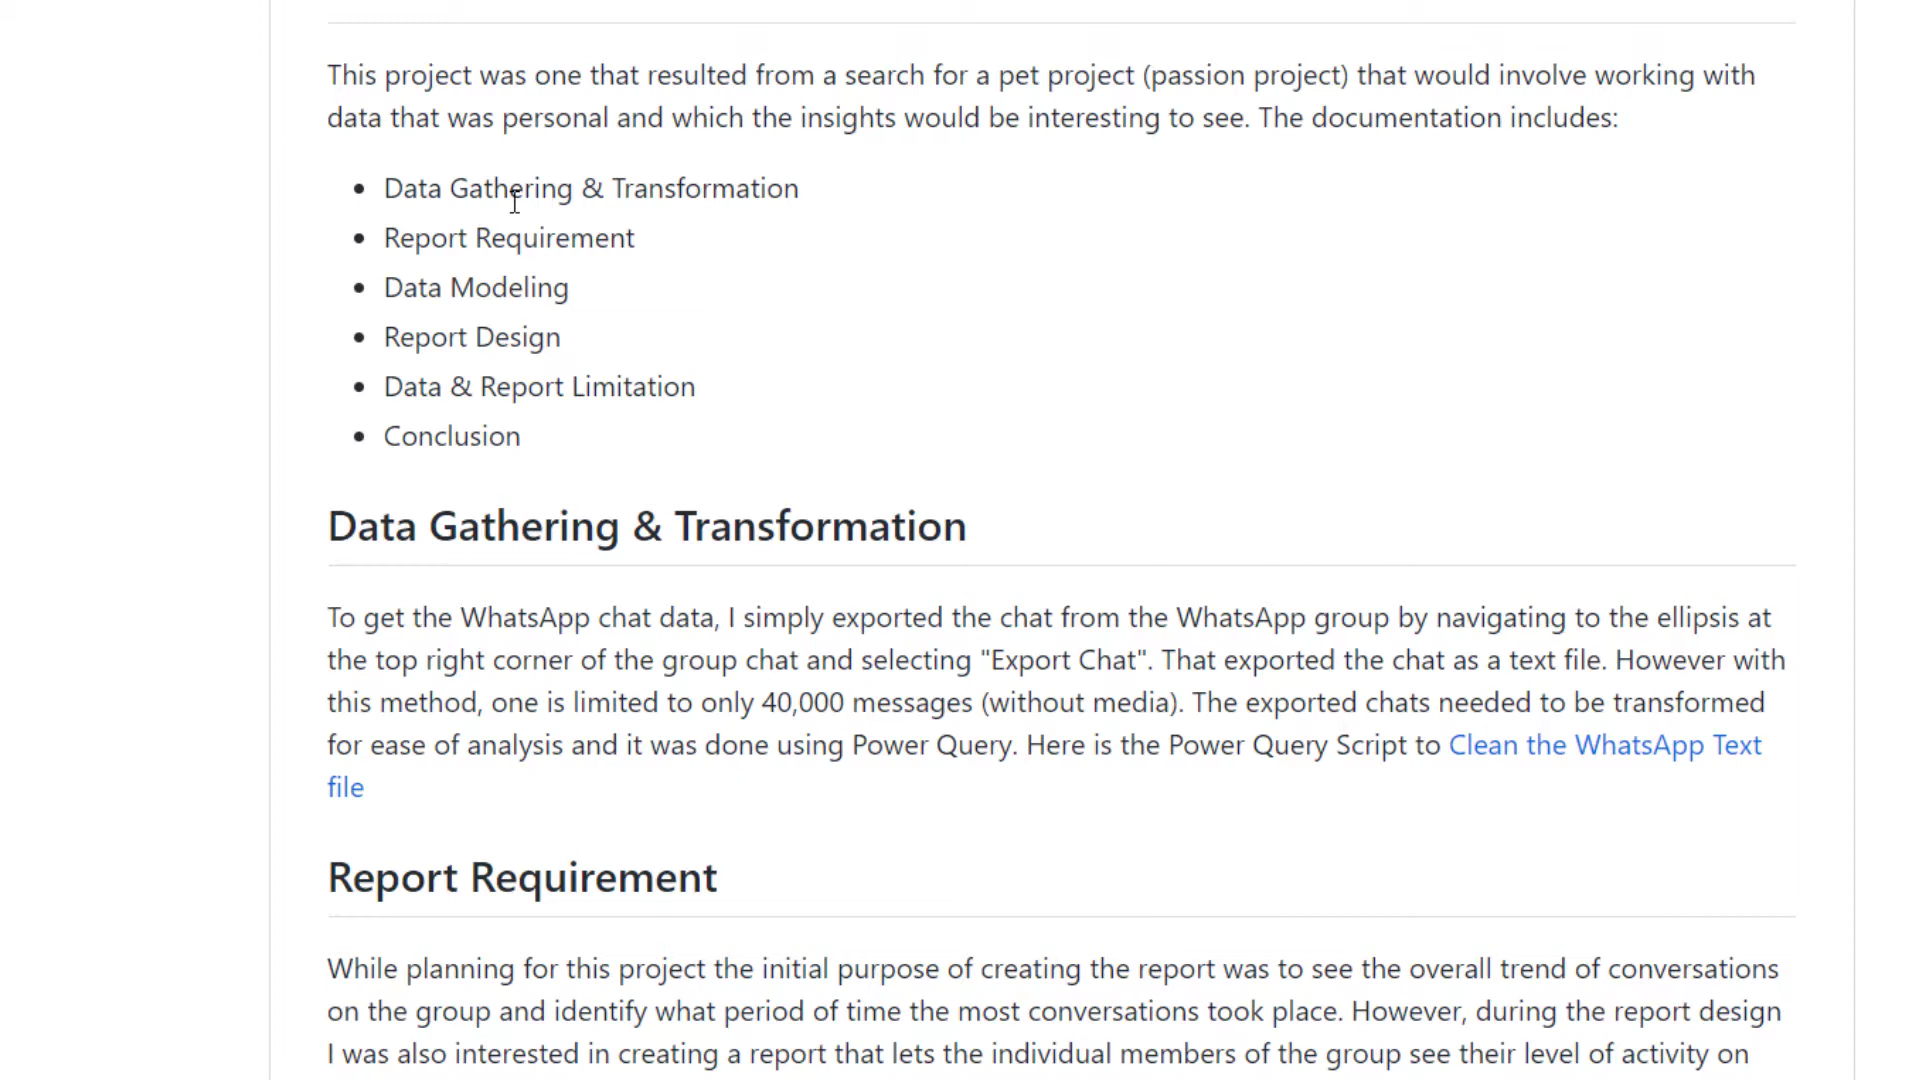 This project was one that resulted from a search for a pet project (passion project) that would involve working with
data that was personal and which the insights would be interesting to see. The documentation includes:
Data Gathering & Transformation
Report Requirement
Data Modeling
Report Design
Data & Report Limitation
Conclusion
Data Gathering & Transformation
To get the WhatsApp chat data, I simply exported the chat from the WhatsApp group by navigating to the ellipsis at
the top right corner of the group chat and selecting "Export Chat". That exported the chat as a text file. However with
this method, one is limited to only 40,000 messages (without media). The exported chats needed to be transformed
for ease of analysis and it was done using Power Query. Here is the Power Query Script to Clean the WhatsApp Text
file
Report Requirement
While planning for this project the initial purpose of creating the report was to see the overall trend of conversations
on the group and identify what period of time the most conversations took place. However, during the report design
I was also interested in creating a report that lets the individual members of the group see their level of activity on